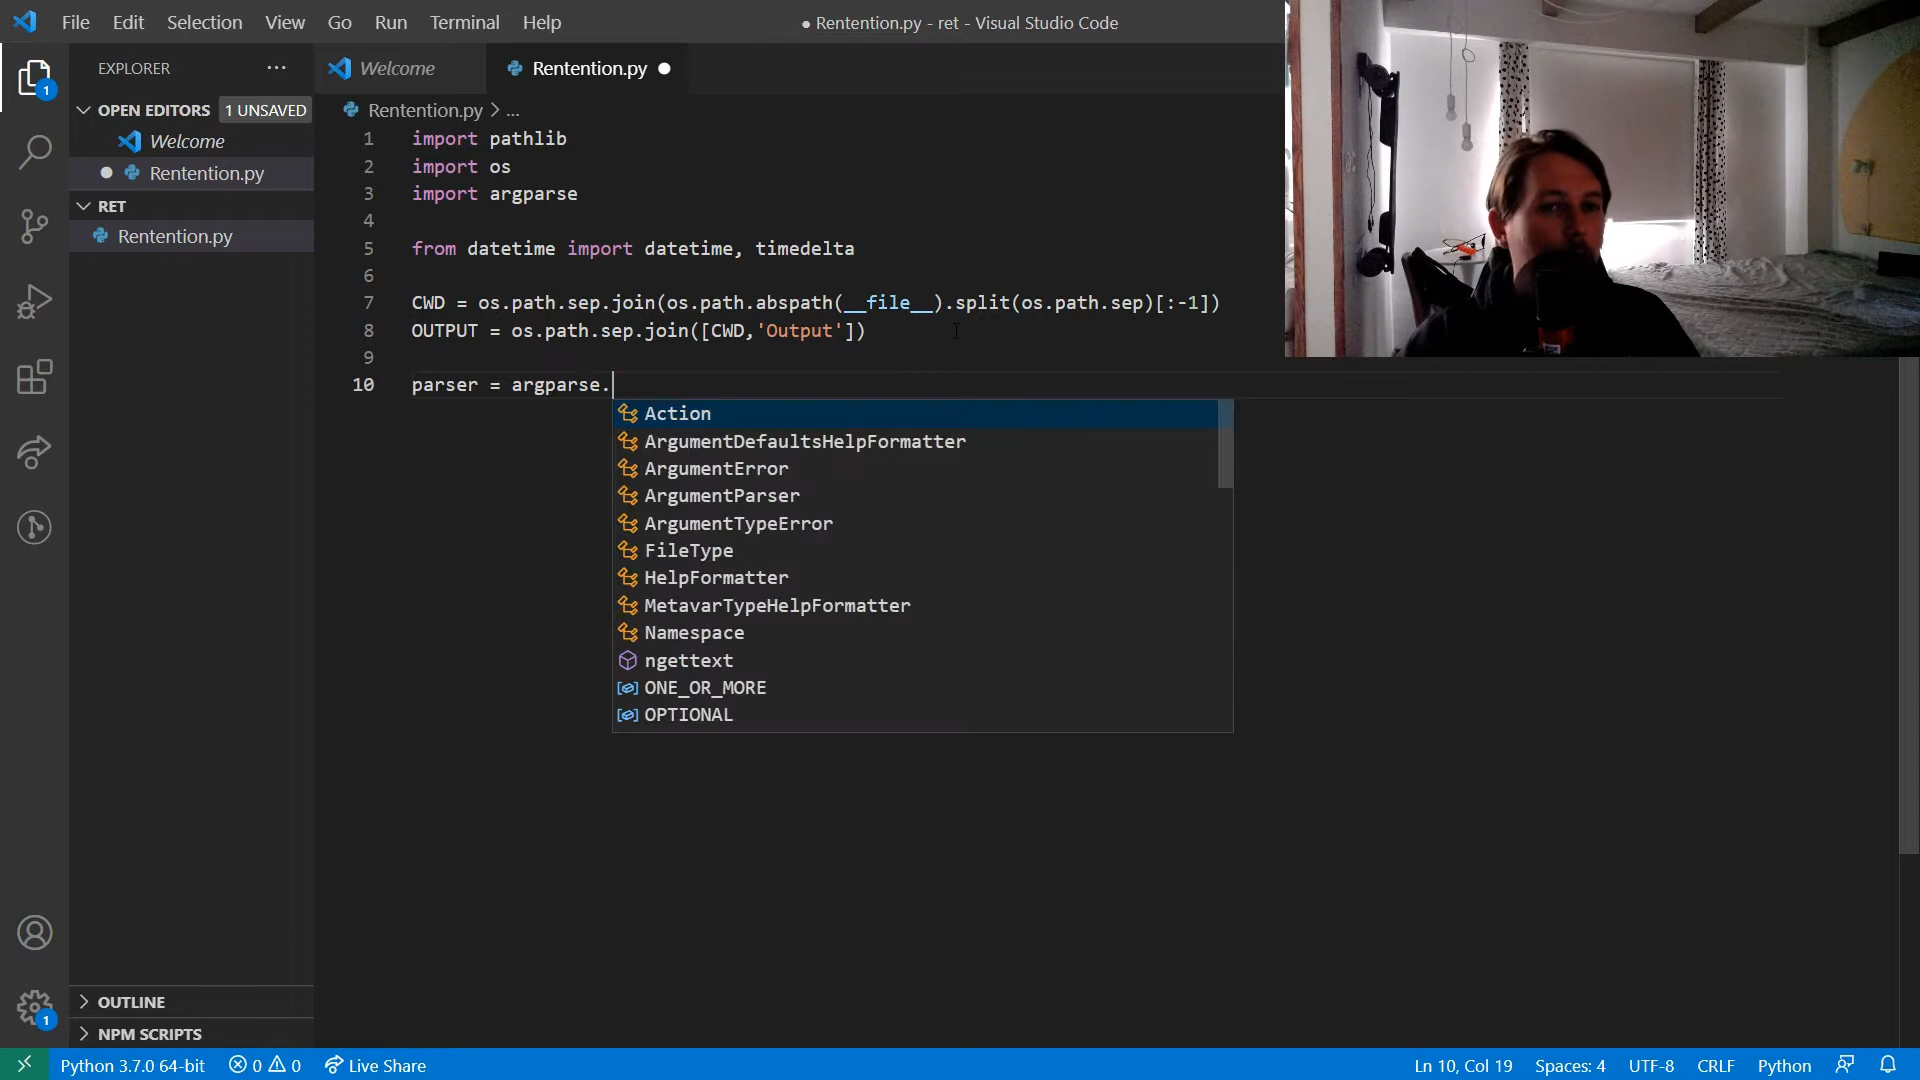 File Edit Selection View Go Run Terminal Help
● Rentention.py - ret - Visual Studio Code
EXPLORER ...
Welcome
Rentention.py
OPEN EDITORS 1 UNSAVED
Welcome
Rentention.py
RET
Rentention.py
Rentention.py > ...
1 import pathlib
2 import os
3 import argparse
4
5 from datetime import datetime, timedelta
6
7 CWD = os.path.sep.join(os.path.abspath(__file__).split(os.path.sep)[:-1])
8 OUTPUT = os.path.sep.join([CWD,'Output'])
9
10 parser = argparse.
Action
ArgumentDefaultsHelpFormatter
ArgumentError
ArgumentParser
ArgumentTypeError
FileType
HelpFormatter
MetavarTypeHelpFormatter
Namespace
ngettext
ONE_OR_MORE
OPTIONAL
1
1
OUTLINE
NPM SCRIPTS
Python 3.7.0 64-bit 0 0 Live Share Ln 10, Col 19 Spaces: 4 UTF-8 CRLF Python